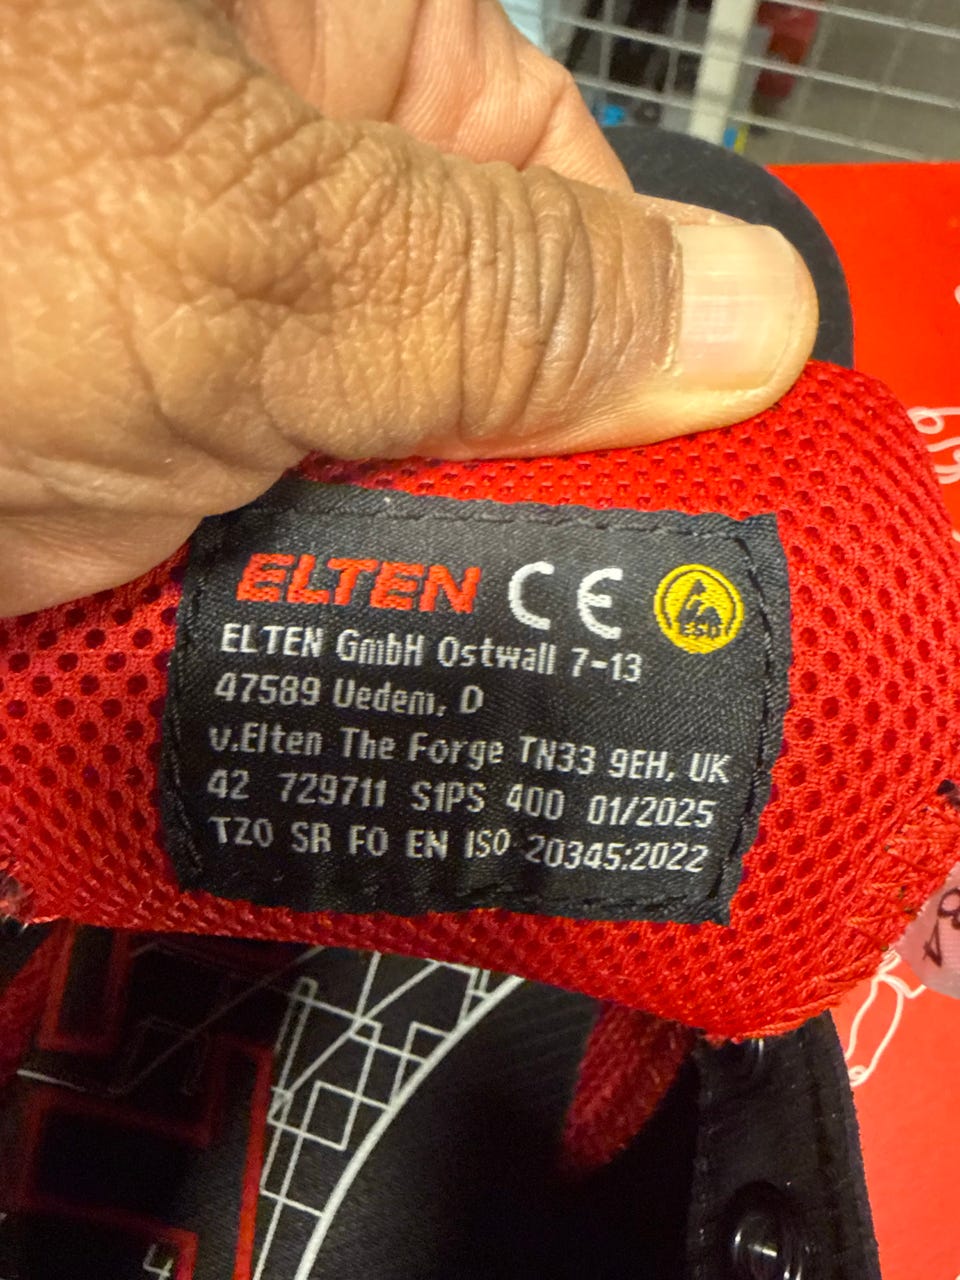 ELTEN CE ESD
ELTEN GmbH Ostwall 7-13
47589 Uedem, D
v.Elten The Forge TN33 9EH, UK
42 729711 S1PS 400 01/2025
TZO SR FO EN ISO 20345:2022
4